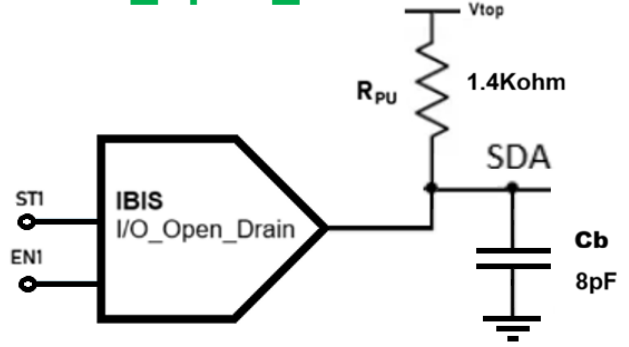 Vtop
RPU
1.4Kohm
SDA
ST1
IBIS
I/O_Open_Drain
EN1
Cb
8pF